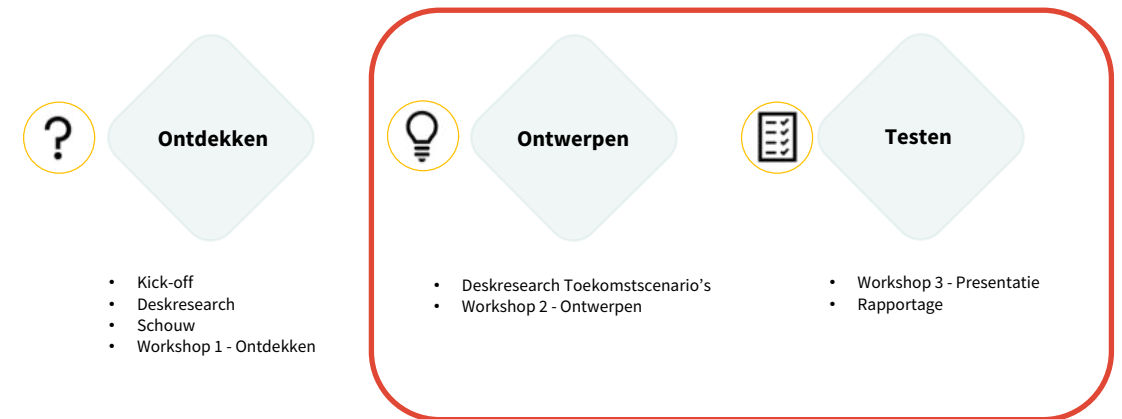 Ontdekken
• Kick-off
• Deskresearch
• Schouw
• Workshop 1 - Ontdekken
Ontwerpen
• Deskresearch Toekomstscenario’s
• Workshop 2 - Ontwerpen
Testen
• Workshop 3 - Presentatie
• Rapportage